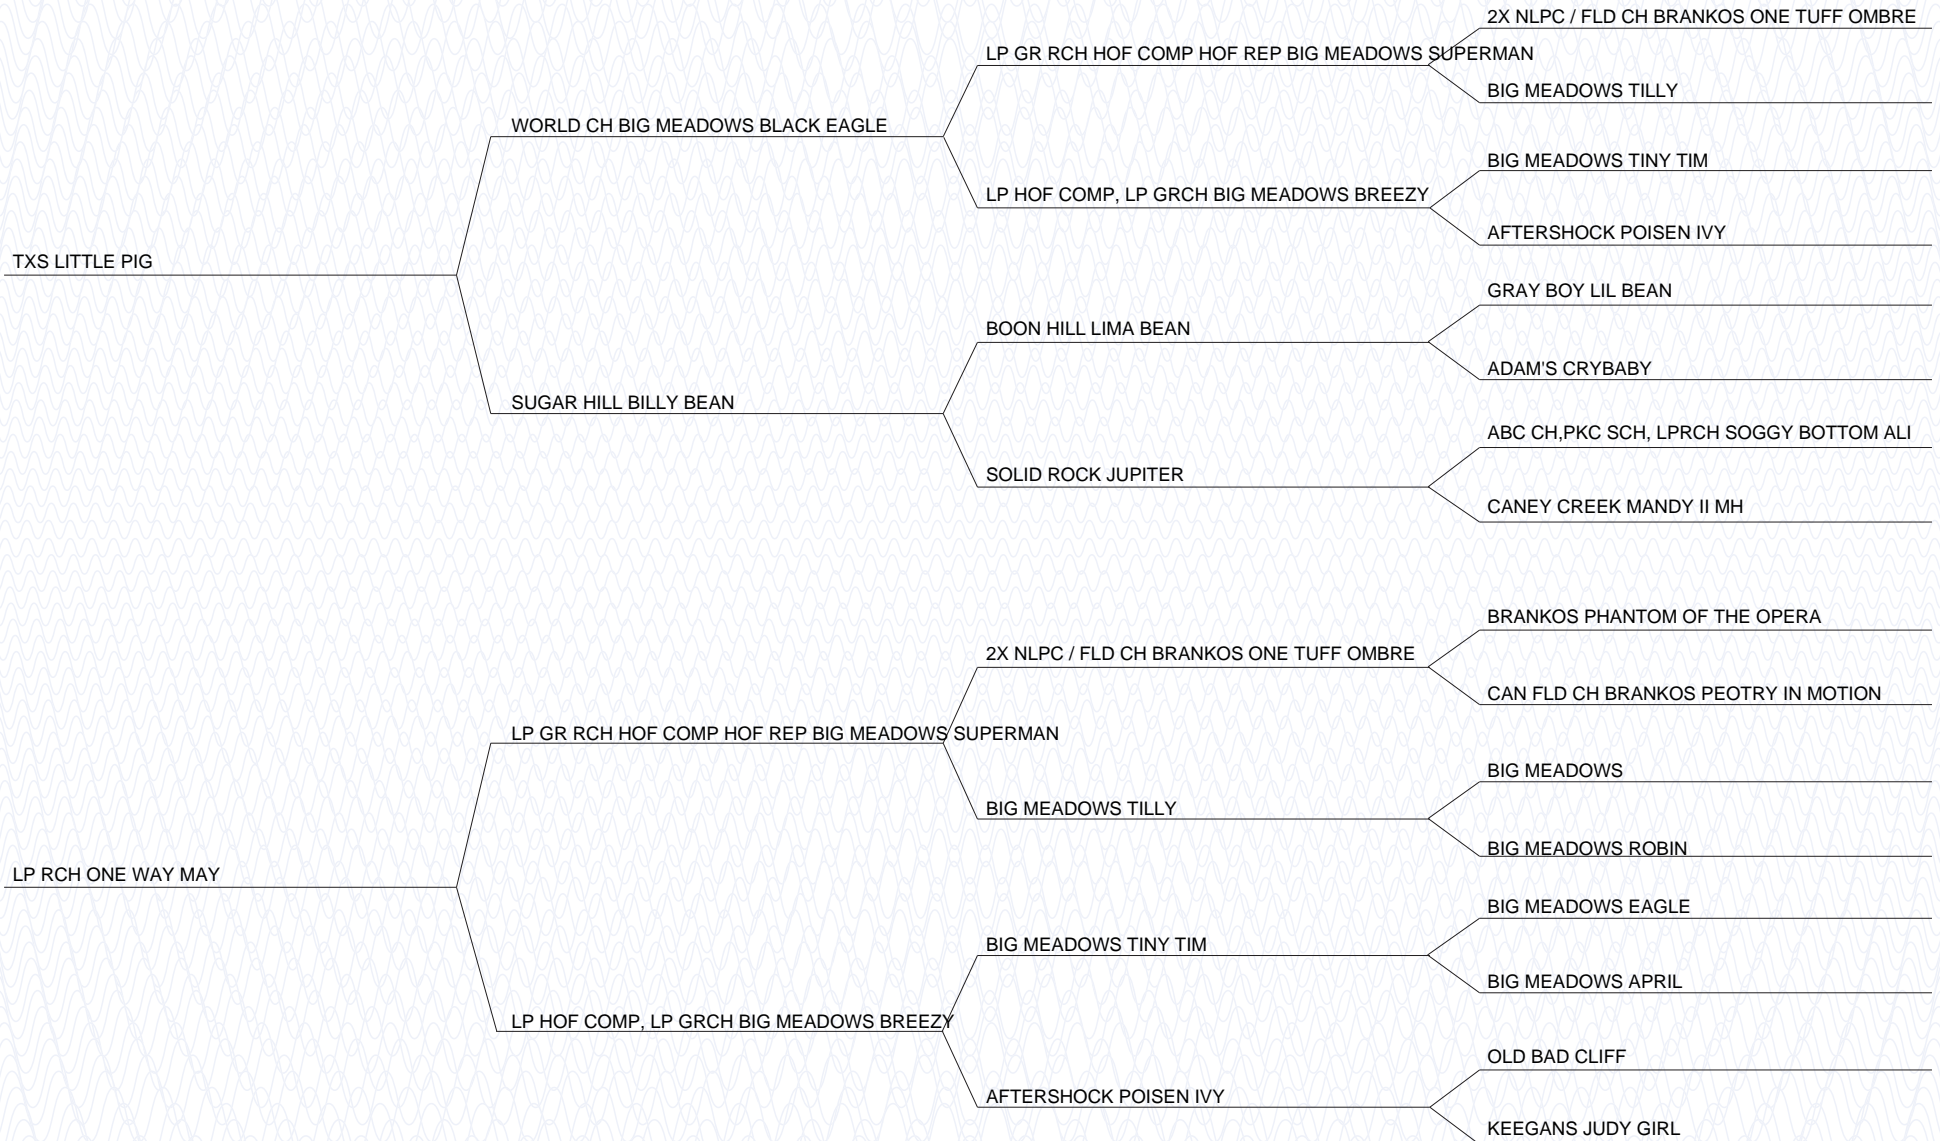 2X NLPC / FLD CH BRANKOS ONE TUFF OMBRE
LP GR RCH HOF COMP HOF REP BIG MEADOWS SUPERMAN
BIG MEADOWS TILLY
WORLD CH BIG MEADOWS BLACK EAGLE
BIG MEADOWS TINY TIM
LP HOF COMP, LP GRCH BIG MEADOWS BREEZY
AFTERSHOCK POISEN IVY
TXS LITTLE PIG
GRAY BOY LIL BEAN
BOON HILL LIMA BEAN
ADAM'S CRYBABY
SUGAR HILL BILLY BEAN
ABC CH,PKC SCH, LPRCH SOGGY BOTTOM ALI
SOLID ROCK JUPITER
CANEY CREEK MANDY II MH
BRANKOS PHANTOM OF THE OPERA
2X NLPC / FLD CH BRANKOS ONE TUFF OMBRE
CAN FLD CH BRANKOS PEOTRY IN MOTION
LP GR RCH HOF COMP HOF REP BIG MEADOWS SUPERMAN
BIG MEADOWS
BIG MEADOWS TILLY
BIG MEADOWS ROBIN
LP RCH ONE WAY MAY
BIG MEADOWS EAGLE
BIG MEADOWS TINY TIM
BIG MEADOWS APRIL
LP HOF COMP, LP GRCH BIG MEADOWS BREEZY
OLD BAD CLIFF
AFTERSHOCK POISEN IVY
KEEGANS JUDY GIRL